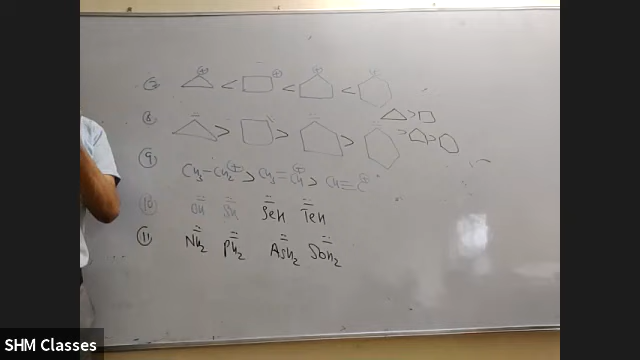 ⊕ ⊕ ⊕ ⊕
< < <
8
> > >
> > >
9 CH3-CH2⊕ > CH2=CH⊕ > CH≡C⊕
10 OH SH SeH TeH
11 NH2 PH2 AsH2 SbH2
SHM Classes